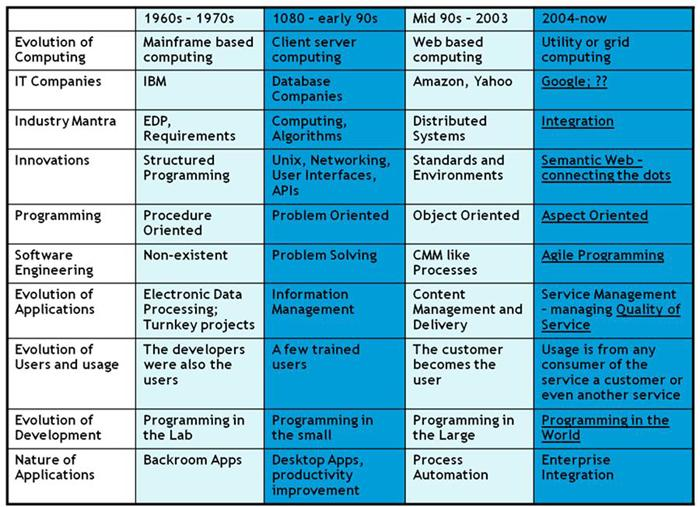 1960s – 1970s
1080 – early 90s
Mid 90s – 2003
2004-now
Evolution of
Computing
Mainframe based
computing
Client server
computing
Web based
computing
Utility or grid
computing
IT Companies
IBM
Database
Companies
Amazon, Yahoo
Google; ??
Industry Mantra
EDP,
Requirements
Computing,
Algorithms
Distributed
Systems
Integration
Innovations
Structured
Programming
Unix, Networking,
User Interfaces,
APIs
Standards and
Environments
Semantic Web –
connecting the dots
Programming
Procedure
Oriented
Problem Oriented
Object Oriented
Aspect Oriented
Software
Engineering
Non-existent
Problem Solving
CMM like
Processes
Agile Programming
Evolution of
Applications
Electronic Data
Processing;
Turnkey projects
Information
Management
Content
Management and
Delivery
Service Management
– managing Quality of
Service
Evolution of
Users and usage
The developers
were also the
users
A few trained
users
The customer
becomes the
user
Usage is from any
consumer of the
service a customer or
even another service
Evolution of
Development
Programming in
the Lab
Programming in
the small
Programming in
the Large
Programming in the
World
Nature of
Applications
Backroom Apps
Desktop Apps,
productivity
improvement
Process
Automation
Enterprise
Integration